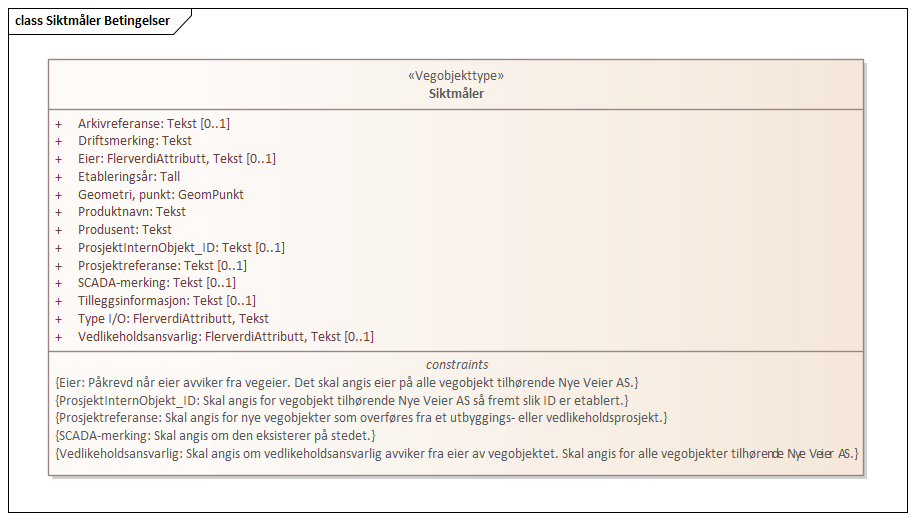 class Siktmåler Betingelser
«Vegobjekttype»
Siktmåler
+ Arkivreferanse: Tekst [0..1]
+ Driftsmerking: Tekst
+ Eier: FlerverdiAttributt, Tekst [0..1]
+ Etableringsår: Tall
+ Geometri, punkt: GeomPunkt
+ Produktnavn: Tekst
+ Produsent: Tekst
+ ProsjektInternObjekt_ID: Tekst [0..1]
+ Prosjektreferanse: Tekst [0..1]
+ SCADA-merking: Tekst [0..1]
+ Tilleggsinformasjon: Tekst [0..1]
+ Type I/O: FlerverdiAttributt, Tekst
+ Vedlikeholdsansvarlig: FlerverdiAttributt, Tekst [0..1]
constraints
{Eier: Påkrevd når eier avviker fra vegeier. Det skal angis eier på alle vegobjekt tilhørende Nye Veier AS.}
{ProsjektInternObjekt_ID: Skal angis for vegobjekt tilhørende Nye Veier AS så fremt slik ID er etablert.}
{Prosjektreferanse: Skal angis for nye vegobjekter som overføres fra et utbyggings- eller vedlikeholdsprosjekt.}
{SCADA-merking: Skal angis om den eksisterer på stedet.}
{Vedlikeholdsansvarlig: Skal angis om vedlikeholdsansvarlig avviker fra eier av vegobjektet. Skal angis for alle vegobjekter tilhørende Nye Veier AS.}